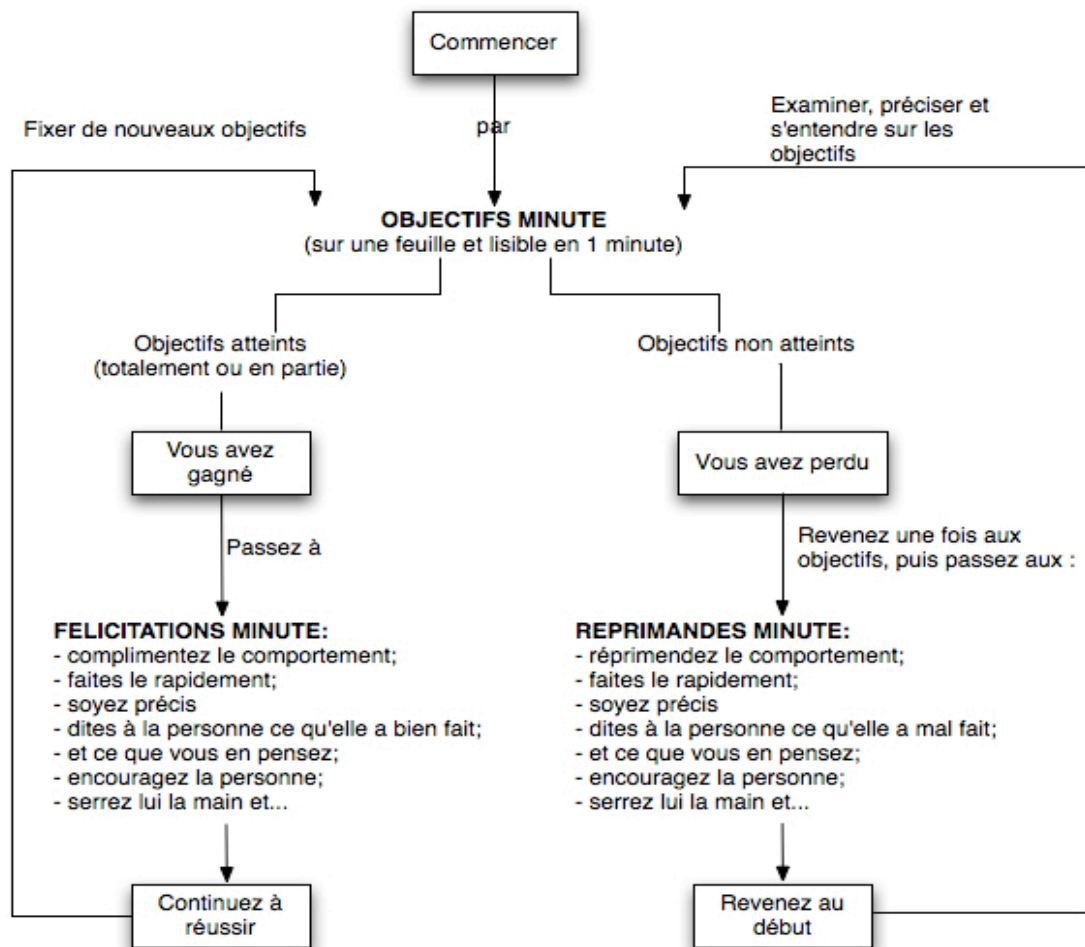 Commencer
Fixer de nouveaux objectifs
par
Examiner, préciser et
s'entendre sur les
objectifs
OBJECTIFS MINUTE
(sur une feuille et lisible en 1 minute)
Objectifs atteints
(totalement ou en partie)
Objectifs non atteints
Vous avez
gagné
Vous avez perdu
Passez à
Revenez une fois aux
objectifs, puis passez aux :
FELICITATIONS MINUTE:
- complimentez le comportement;
- faites le rapidement;
- soyez précis
- dites à la personne ce qu'elle a bien fait;
- et ce que vous en pensez;
- encouragez la personne;
- serrez lui la main et...
REPRIMANDES MINUTE:
- réprimendez le comportement;
- faites le rapidement;
- soyez précis
- dites à la personne ce qu'elle a mal fait;
- et ce que vous en pensez;
- encouragez la personne;
- serrez lui la main et...
Continuez à
réussir
Revenez au
début